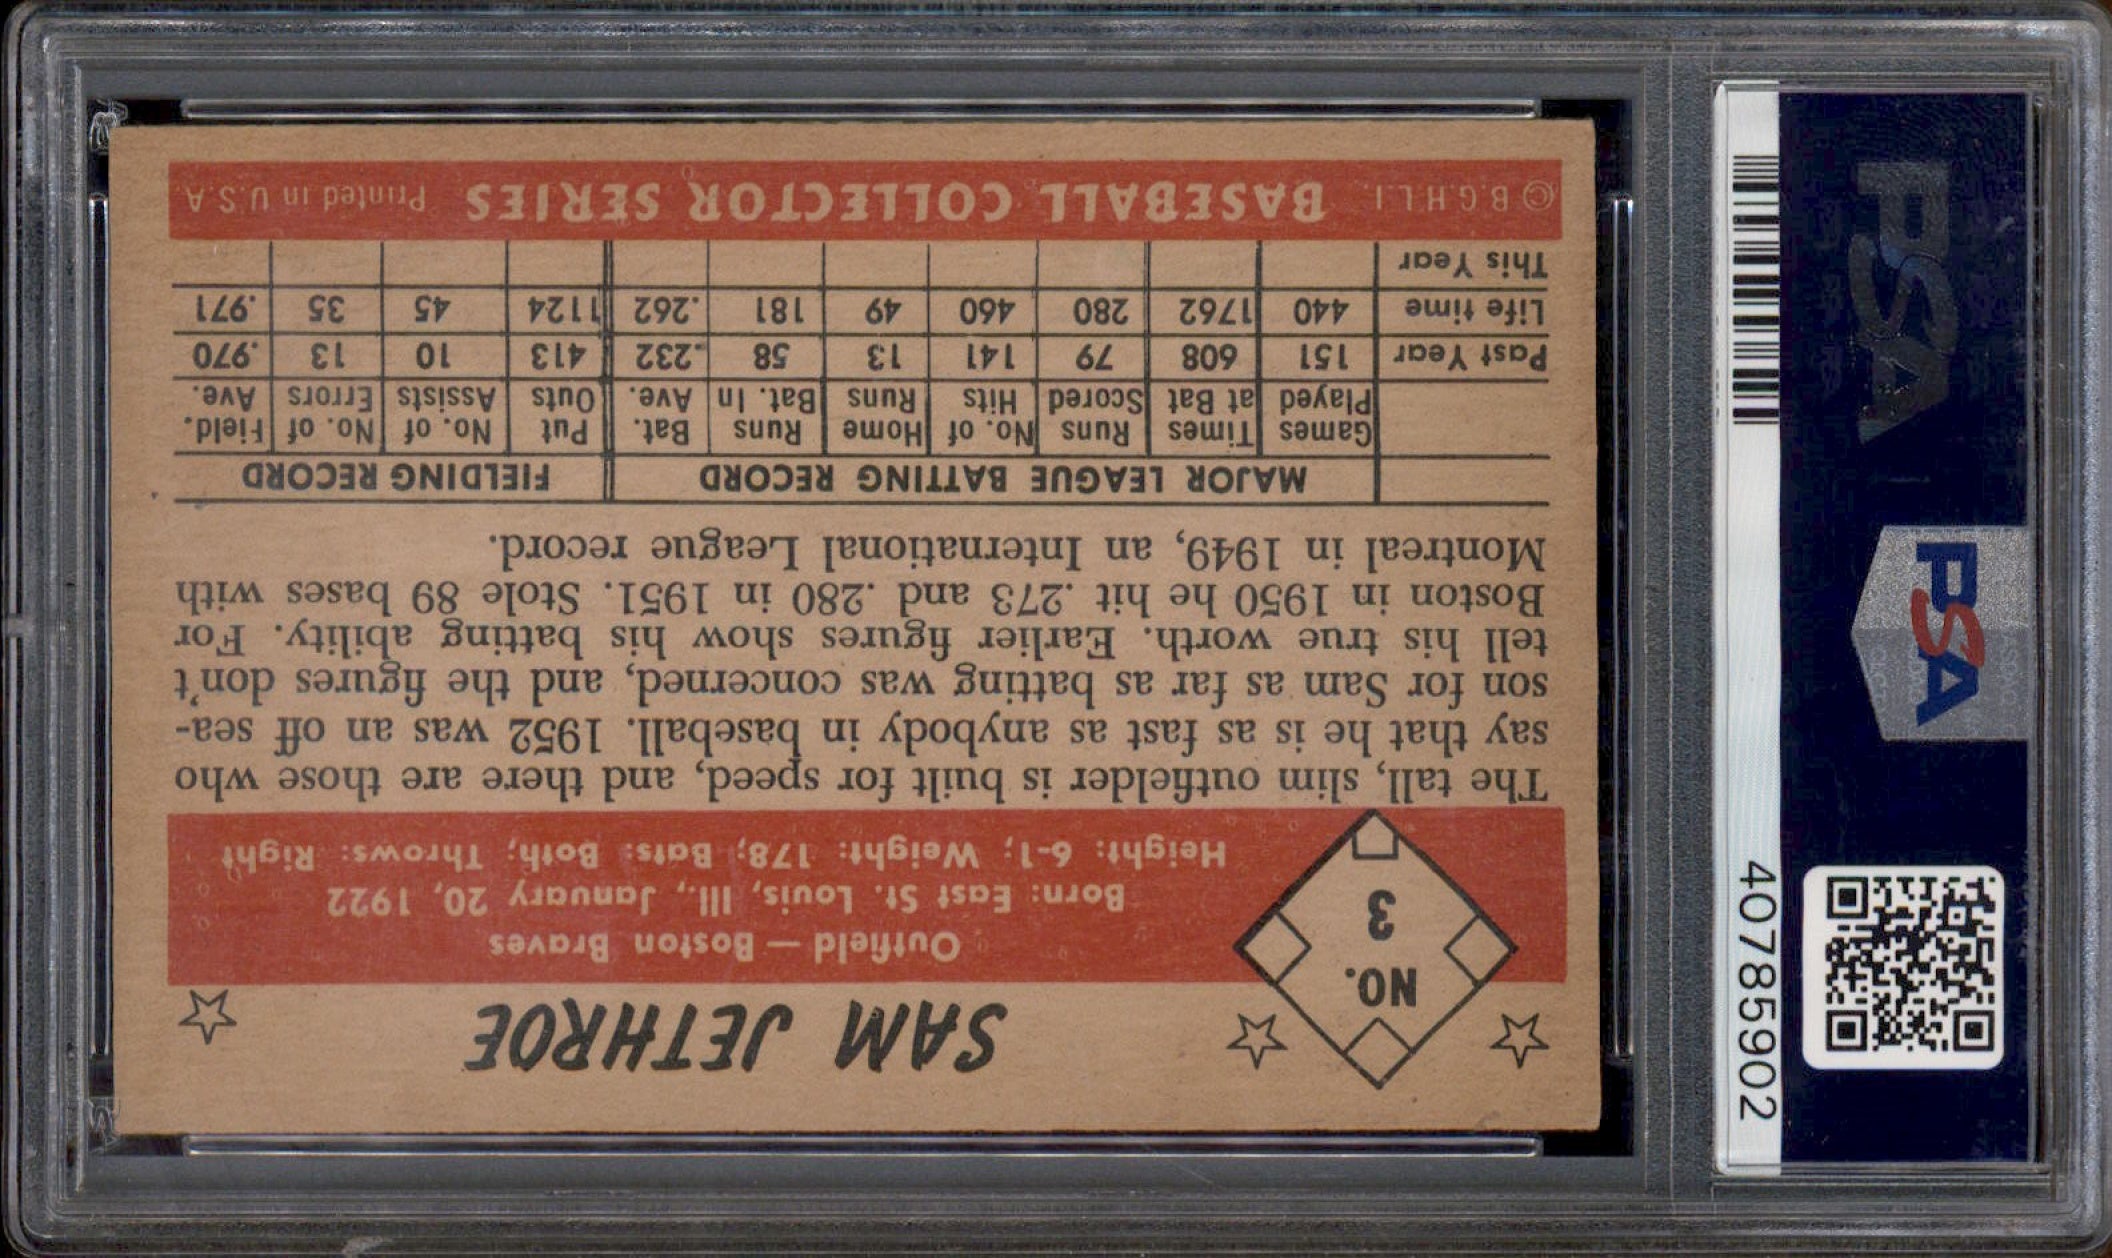 SAM JETHROE
NO.
3
Outfield — Boston Braves
Born: East St. Louis, Ill., January 20, 1922
Height: 6-1; Weight: 178; Bats: Both; Throws: Right
The tall, slim outfielder is built for speed, and there are those who
say that he is as fast as anybody in baseball. 1952 was an off sea-
son for Sam as far as batting was concerned, and the figures don't
tell his true worth. Earlier figures show his batting ability. For
Boston in 1950 he hit .273 and .280 in 1951. Stole 89 bases with
Montreal in 1949, an International League record.
MAJOR LEAGUE BATTING RECORD FIELDING RECORD
Games Played Times at Bat Runs Scored No. of Hits Home Runs Runs Bat. In Bat. Ave. Put Outs No. of Assists No. of Errors Field. Ave.
Past Year 151 608 79 141 13 58 .232 413 10 13 .970
Life time 440 1762 280 460 49 181 .262 1124 45 35 .971
This Year
© B.G.H.L.I. BASEBALL COLLECTOR SERIES Printed in U.S.A.
PSA
PSA
40785902